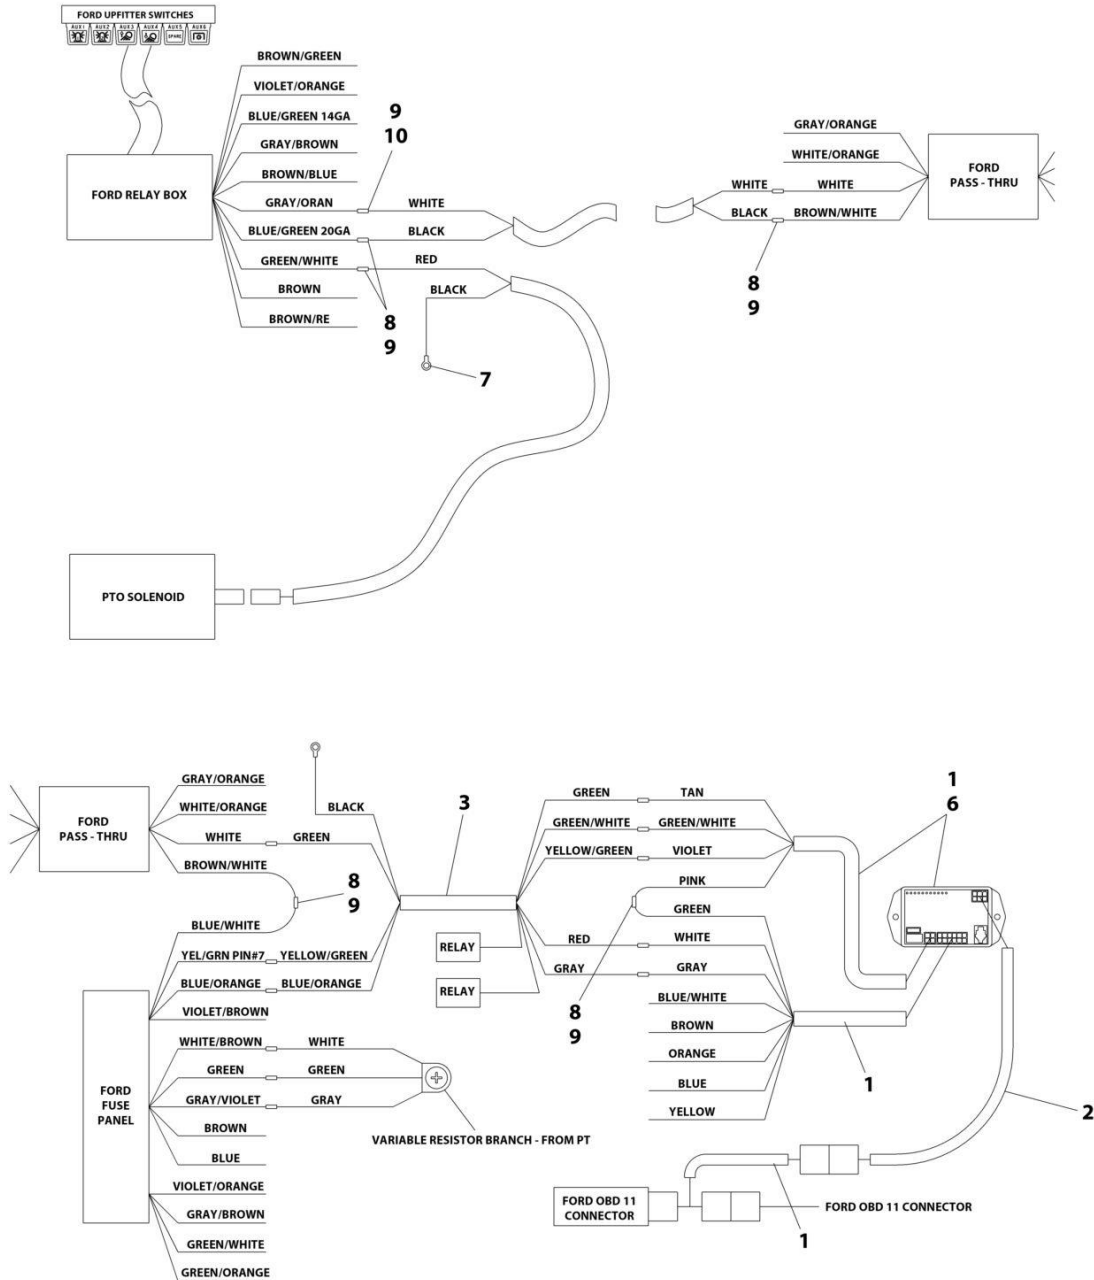 FORD UPFITTER SWITCHES
AUX1 AUX2 AUX3 AUX4 AUX5 AUX6
SPARE
BROWN/GREEN
VIOLET/ORANGE
BLUE/GREEN 14GA
GRAY/BROWN
BROWN/BLUE
FORD RELAY BOX
GRAY/ORAN
WHITE
BLUE/GREEN 20GA
BLACK
GREEN/WHITE
RED
BROWN
BLACK
BROWN/RE
9
10
8
9
7
GRAY/ORANGE
WHITE/ORANGE
WHITE
WHITE
BLACK
BROWN/WHITE
FORD
PASS - THRU
8
9
PTO SOLENOID
GRAY/ORANGE
WHITE/ORANGE
FORD
PASS - THRU
WHITE
GREEN
BROWN/WHITE
BLACK
8
9
BLUE/WHITE
YEL/GRN PIN#7
YELLOW/GREEN
BLUE/ORANGE
BLUE/ORANGE
VIOLET/BROWN
WHITE/BROWN
WHITE
GREEN
GREEN
GRAY/VIOLET
GRAY
BROWN
BLUE
FORD
FUSE
PANEL
VIOLET/ORANGE
GRAY/BROWN
GREEN/WHITE
GREEN/ORANGE
VARIABLE RESISTOR BRANCH - FROM PT
3
RELAY
RELAY
GREEN
TAN
GREEN/WHITE
GREEN/WHITE
YELLOW/GREEN
VIOLET
PINK
GREEN
RED
WHITE
GRAY
GRAY
BLUE/WHITE
BROWN
ORANGE
BLUE
YELLOW
8
9
1
6
1
2
FORD OBD 11
CONNECTOR
FORD OBD 11 CONNECTOR
1